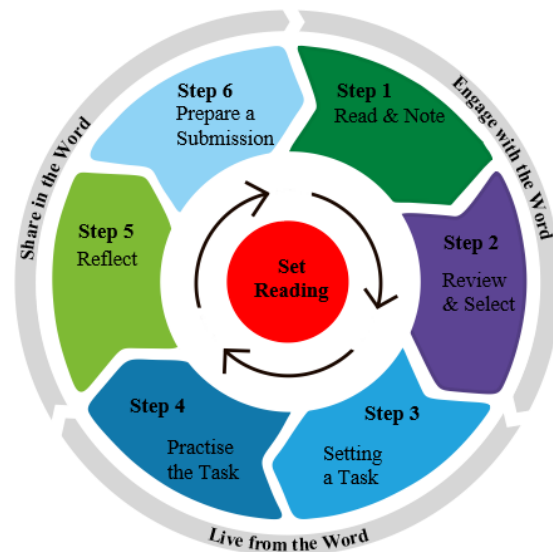 Step 1
Read & Note
Step 2
Review
& Select
Step 3
Setting
a Task
Step 4
Practise
the Task
Step 5
Reflect
Step 6
Prepare a
Submission
Set
Reading
Engage with the Word
Live from the Word
Share in the Word